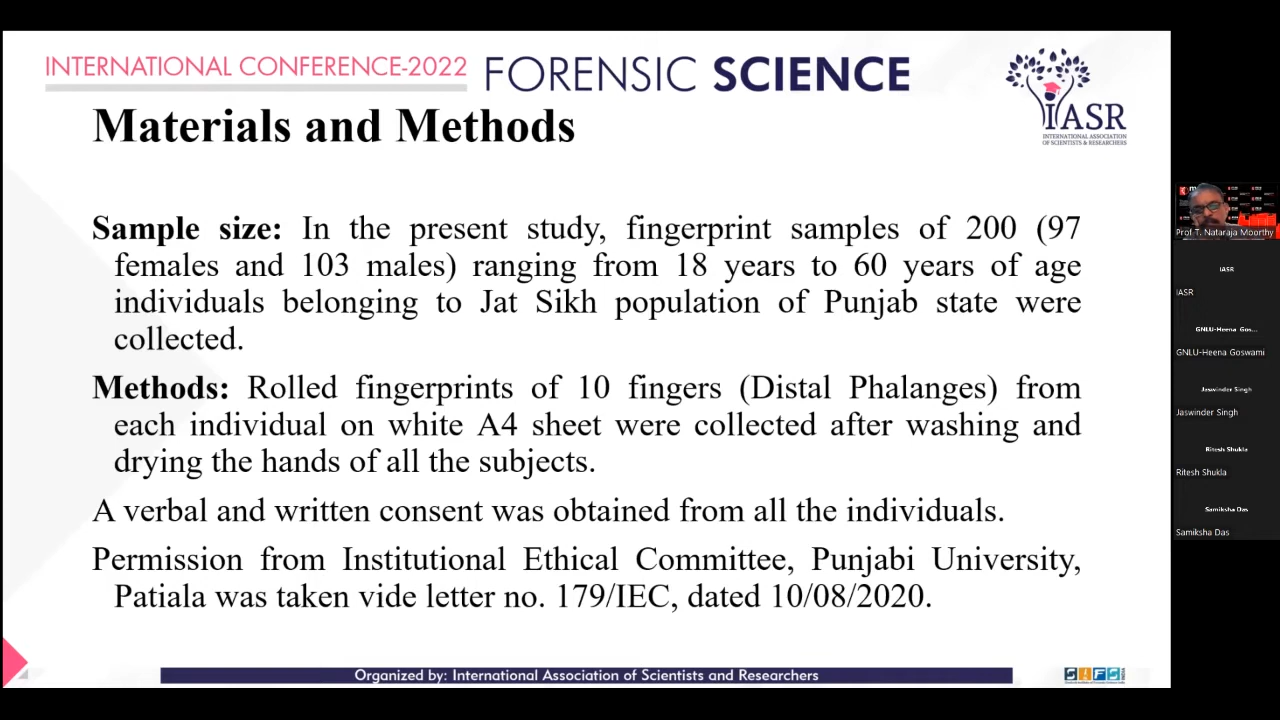 INTERNATIONAL CONFERENCE-2022 FORENSIC SCIENCE
IASR
INTERNATIONAL ASSOCIATION
OF SCIENTISTS & RESEARCHERS
Materials and Methods
Sample size: In the present study, fingerprint samples of 200 (97
females and 103 males) ranging from 18 years to 60 years of age
individuals belonging to Jat Sikh population of Punjab state were
collected.
Methods: Rolled fingerprints of 10 fingers (Distal Phalanges) from
each individual on white A4 sheet were collected after washing and
drying the hands of all the subjects.
A verbal and written consent was obtained from all the individuals.
Permission from Institutional Ethical Committee, Punjabi University,
Patiala was taken vide letter no. 179/IEC, dated 10/08/2020.
Organized by: International Association of Scientists and Researchers
SIFS
Prof T. Nataraja Moorthy
IASR
IASR
GNLU-Heena Gos...
GNLU-Heena Goswami
Jaswinder Singh
Jaswinder Singh
Ritesh Shukla
Ritesh Shukla
Samiksha Das
Samiksha Das